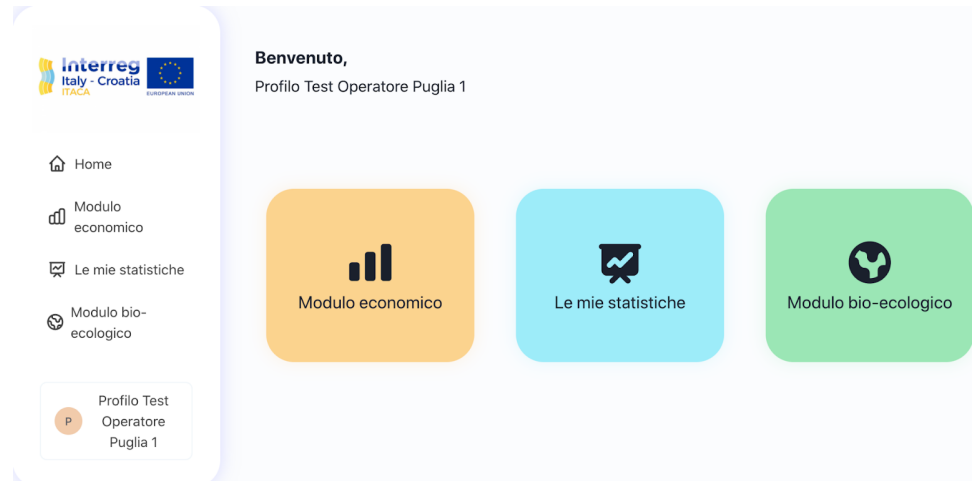 Interreg
Italy - Croatia
ITACA
EUROPEAN UNION
Home
Modulo
economico
Le mie statistiche
Modulo bio-
ecologico
P
Profilo Test
Operatore
Puglia 1
Benvenuto,
Profilo Test Operatore Puglia 1
Modulo economico
Le mie statistiche
Modulo bio-ecologico